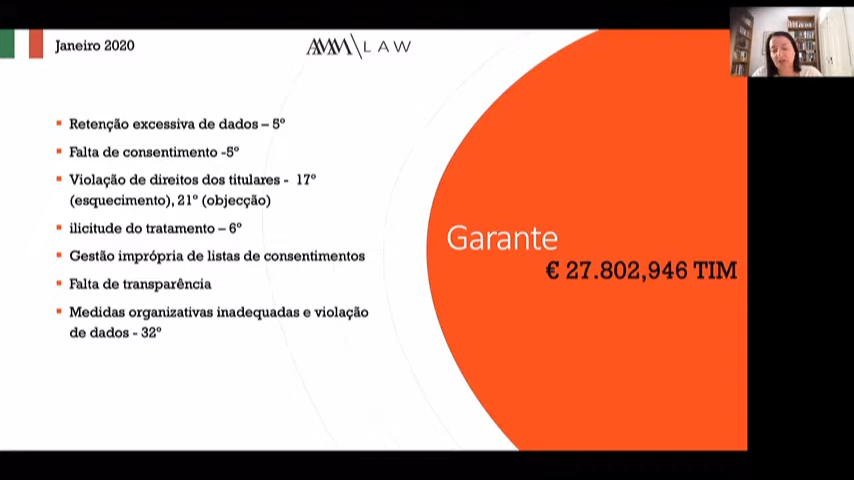 Janeiro 2020
AMM\LAW
Retenção excessiva de dados – 5º
Falta de consentimento -5º
Violação de direitos dos titulares - 17º
(esquecimento), 21º (objecção)
ilicitude do tratamento – 6º
Gestão imprópria de listas de consentimentos
Falta de transparência
Medidas organizativas inadequadas e violação
de dados - 32º
Garante
€ 27.802,946 TIM